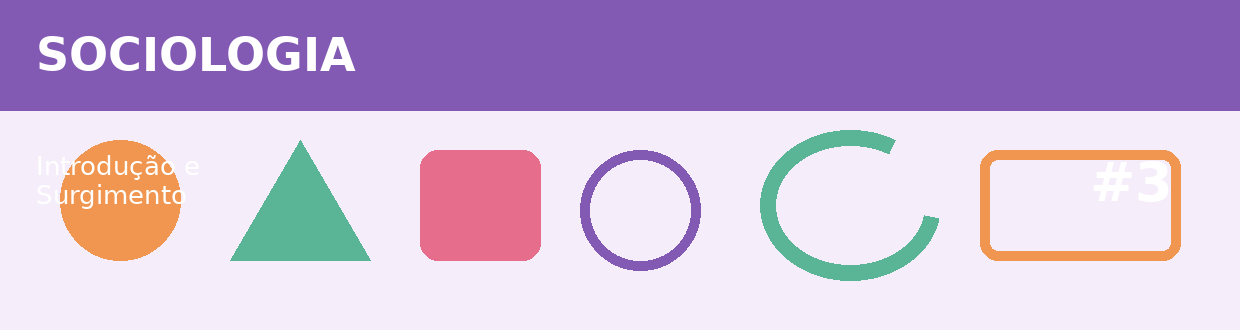 SOCIOLOGIA
Introdução e
Surgimento
#3